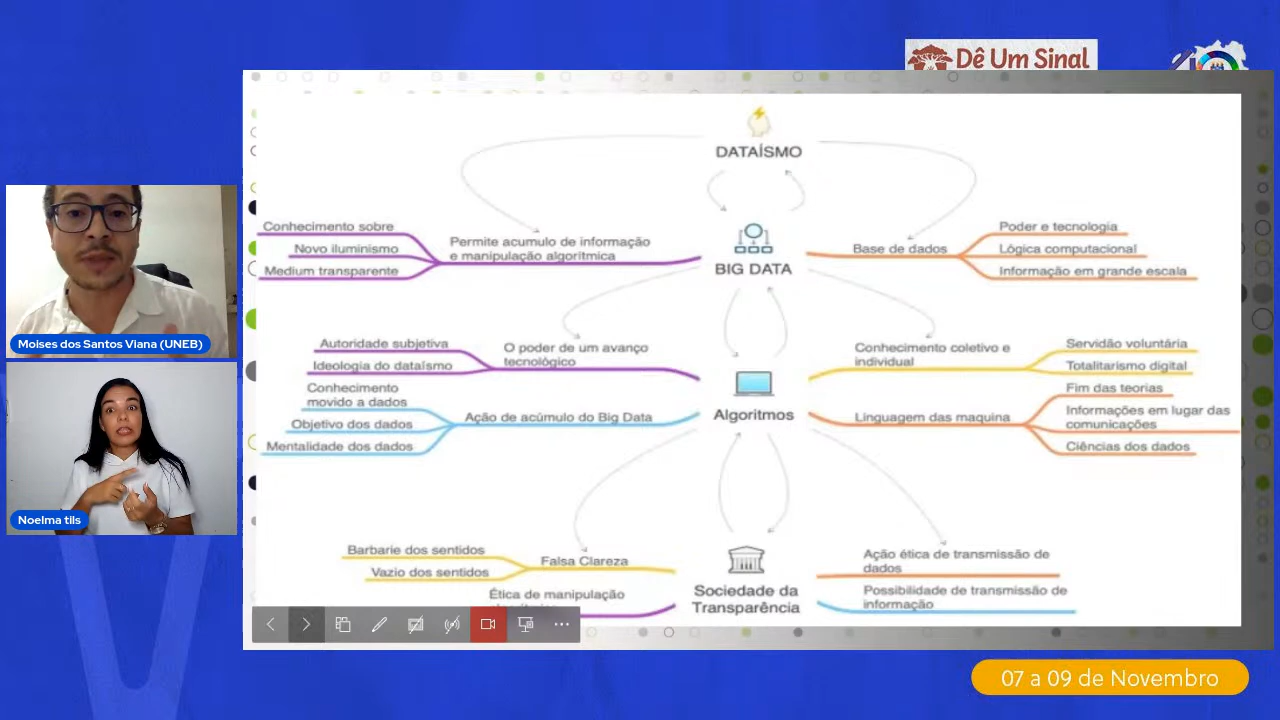 Dê Um Sinal
DATAÍSMO
Conhecimento sobre
Novo iluminismo
Medium transparente
Permite acumulo de informação
e manipulação algorítmica
BIG DATA
Base de dados
Poder e tecnologia
Lógica computacional
Informação em grande escala
Autoridade subjetiva
Ideologia do dataísmo
O poder de um avanço
tecnológico
Conhecimento coletivo e
individual
Servidão voluntária
Totalitarismo digital
Conhecimento
movido a dados
Objetivo dos dados
Mentalidade dos dados
Ação de acúmulo do Big Data
Algoritmos
Linguagem das maquina
Fim das teorias
Informações em lugar das
comunicações
Ciências dos dados
Barbarie dos sentidos
Vazio dos sentidos
Falsa Clareza
Ética de manipulação
Sociedade da
Transparência
Ação ética de transmissão de
dados
Possibilidade de transmissão de
informação
Moises dos Santos Viana (UNEB)
Noelma tils
07 a 09 de Novembro